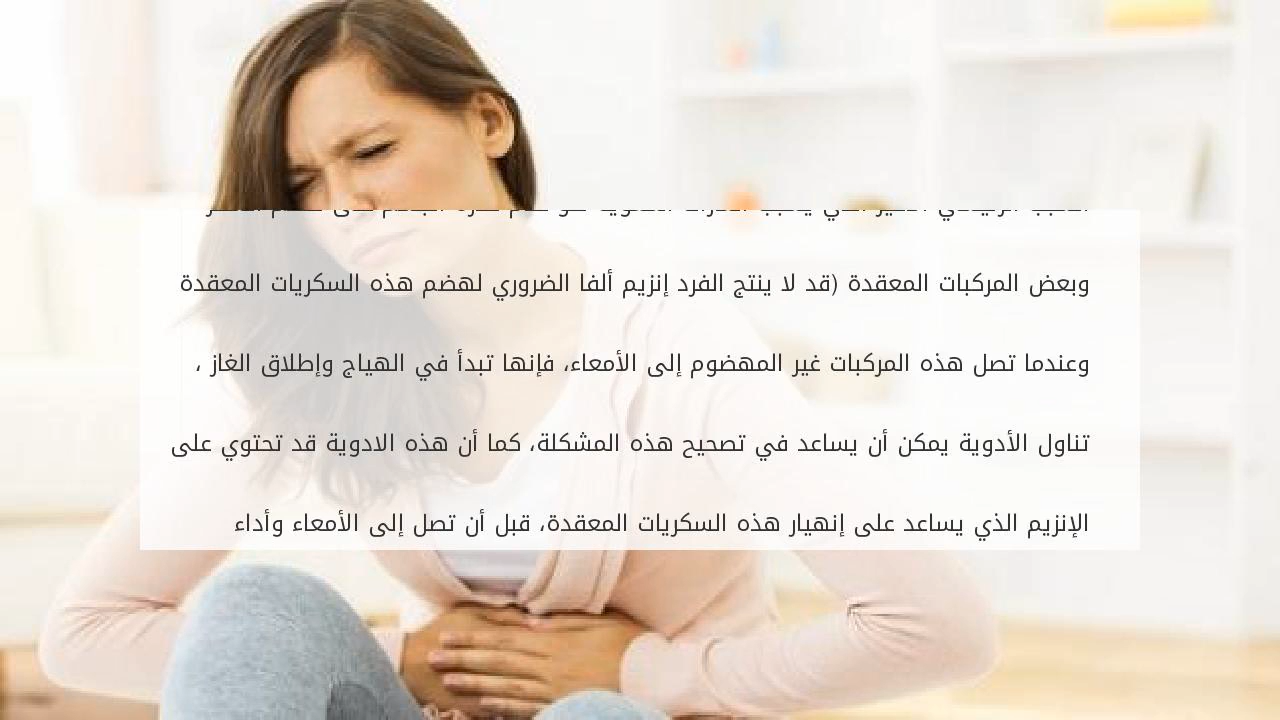 وبعض المركبات المعقدة (قد لا ينتج الفرد إنزيم ألفا الضروري لهضم هذه السكريات المعقدة
وعندما تصل هذه المركبات غير المهضوم إلى الأمعاء، فإنها تبدأ في الهياج وإطلاق الغاز ،
تناول الأدوية يمكن أن يساعد في تصحيح هذه المشكلة، كما أن هذه الادوية قد تحتوي على
الإنزيم الذي يساعد على إنهيار هذه السكريات المعقدة، قبل أن تصل إلى الأمعاء وأداء